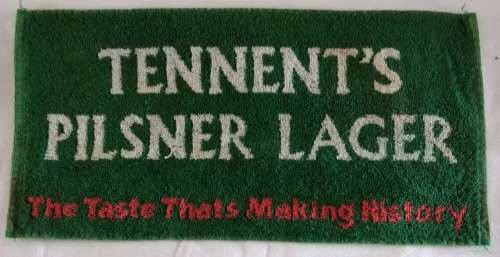 TENNENT'S
PILSNER LAGER
The Taste Thats Making History